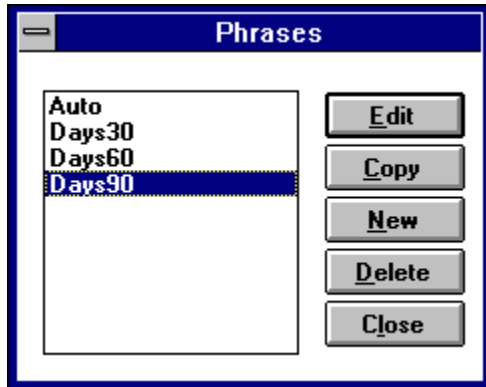 Phrases
Auto
Days30
Days60
Days90
Edit
Copy
New
Delete
Close